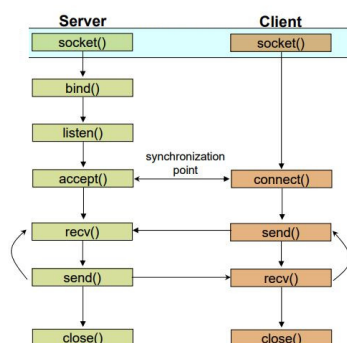 Server Client
socket() socket()
bind()
listen()
synchronization
point
accept() connect()
recv() send()
send() recv()
close() close()